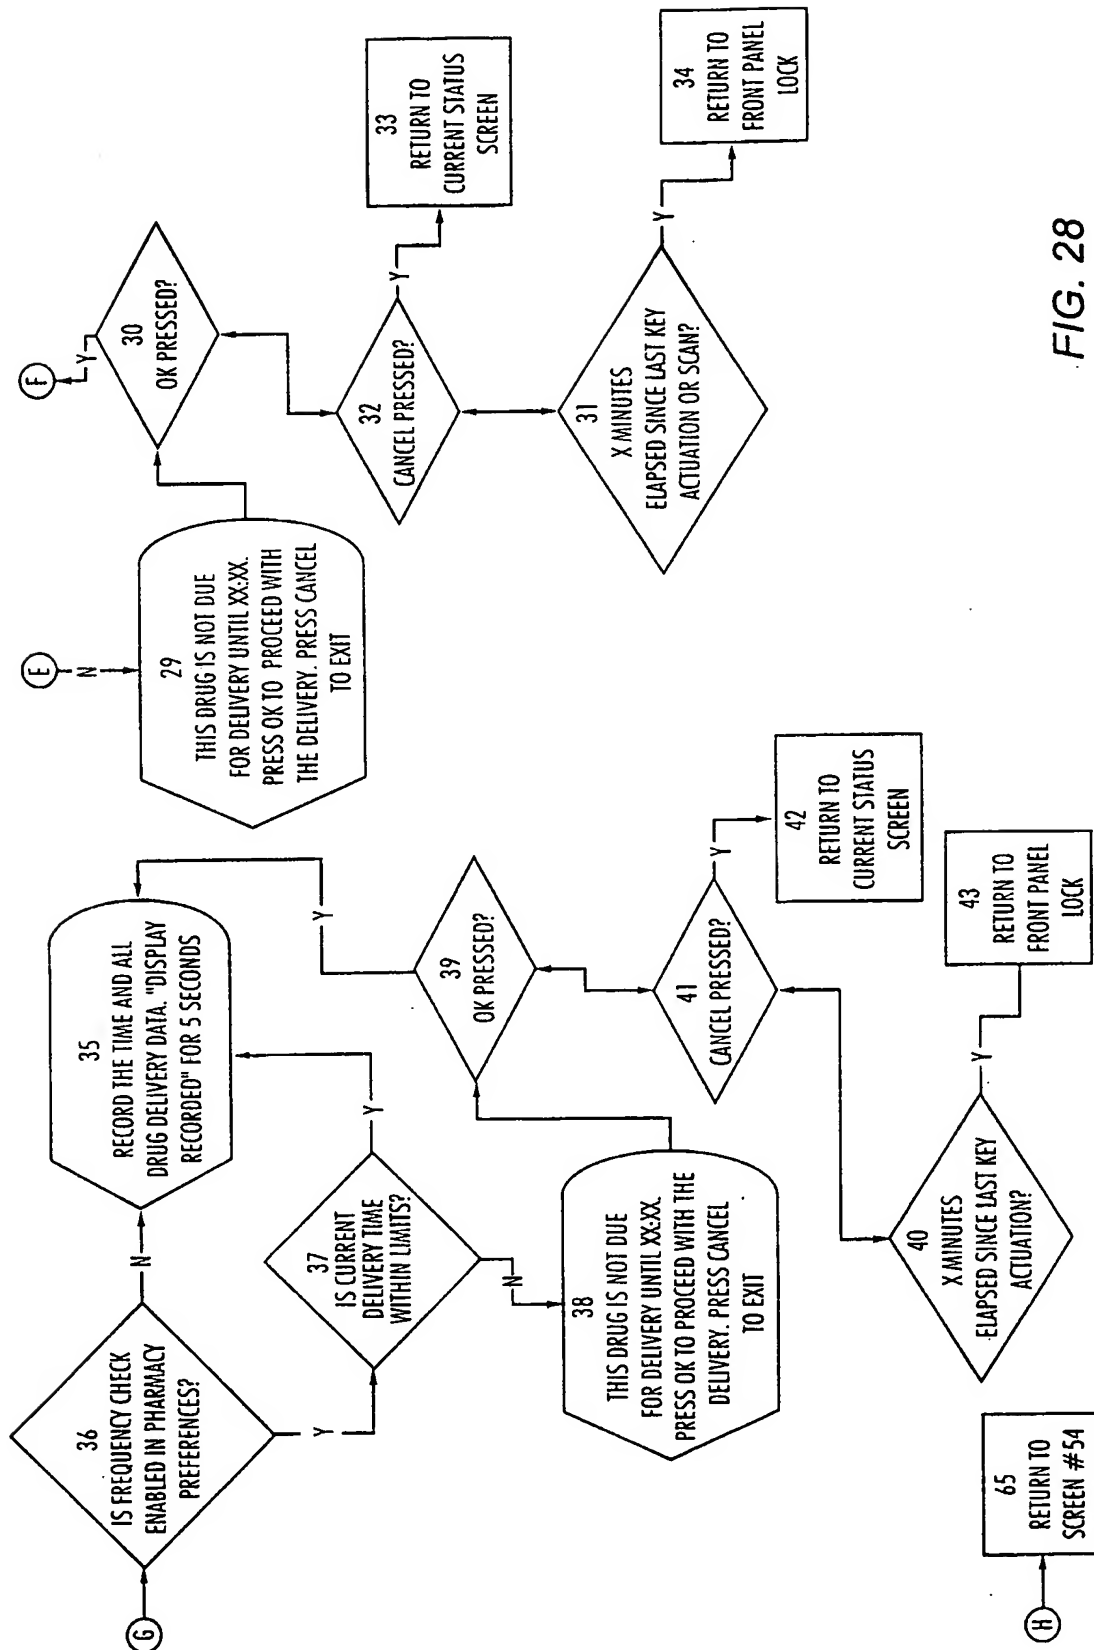 G
36
IS FREQUENCY CHECK
ENABLED IN PHARMACY
PREFERENCES?
N
Y
35
RECORD THE TIME AND ALL
DRUG DELIVERY DATA. "DISPLAY
RECORDED" FOR 5 SECONDS
37
IS CURRENT
DELIVERY TIME
WITHIN LIMITS?
Y
N
38
THIS DRUG IS NOT DUE
FOR DELIVERY UNTIL XX:XX.
PRESS OK TO PROCEED WITH THE
DELIVERY. PRESS CANCEL
TO EXIT
39
OK PRESSED?
Y
41
CANCEL PRESSED?
Y
42
RETURN TO
CURRENT STATUS
SCREEN
40
X MINUTES
ELAPSED SINCE LAST KEY
ACTUATION?
Y
43
RETURN TO
FRONT PANEL
LOCK
H
65
RETURN TO
SCREEN #54
E
N
29
THIS DRUG IS NOT DUE
FOR DELIVERY UNTIL XX:XX.
PRESS OK TO PROCEED WITH
THE DELIVERY. PRESS CANCEL
TO EXIT
30
OK PRESSED?
Y
F
32
CANCEL PRESSED?
Y
33
RETURN TO
CURRENT STATUS
SCREEN
31
X MINUTES
ELAPSED SINCE LAST KEY
ACTUATION OR SCAN?
Y
34
RETURN TO
FRONT PANEL
LOCK
FIG. 28